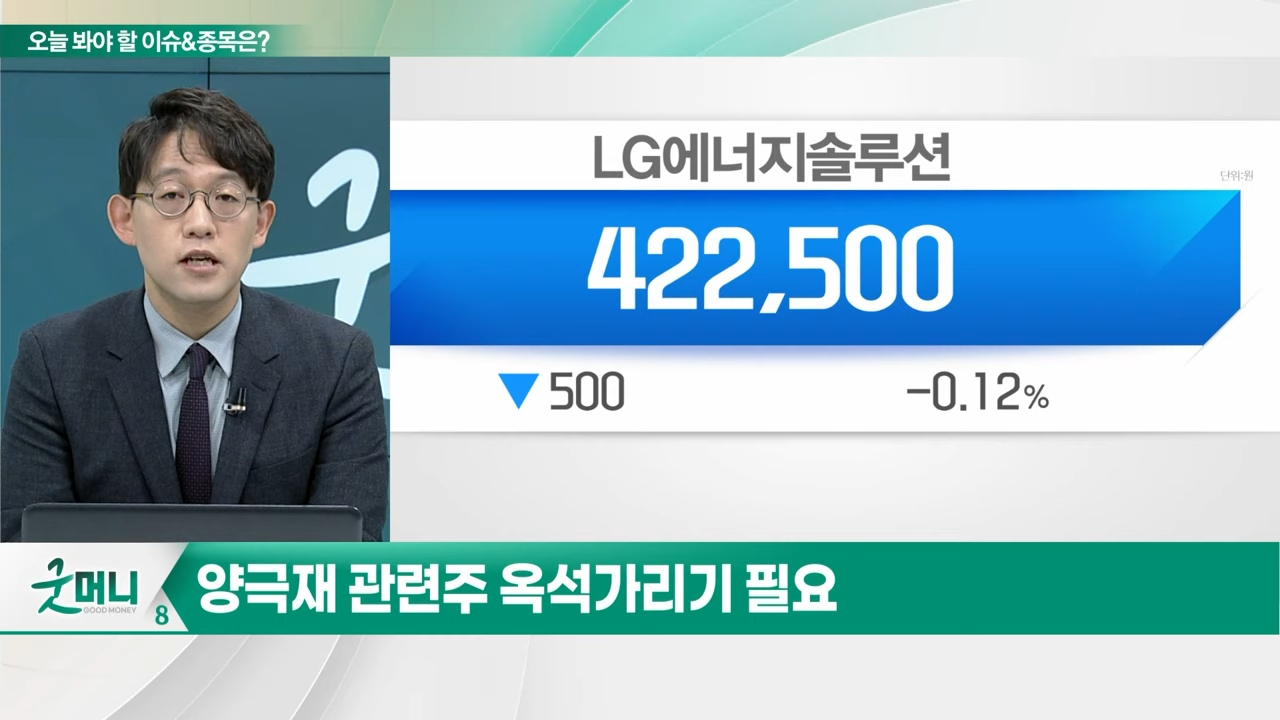 오늘 봐야 할 이슈&종목은?
LG에너지솔루션
단위:원
422,500
▼500 -0.12%
굿머니
GOOD MONEY
8
양극재 관련주 옥석가리기 필요